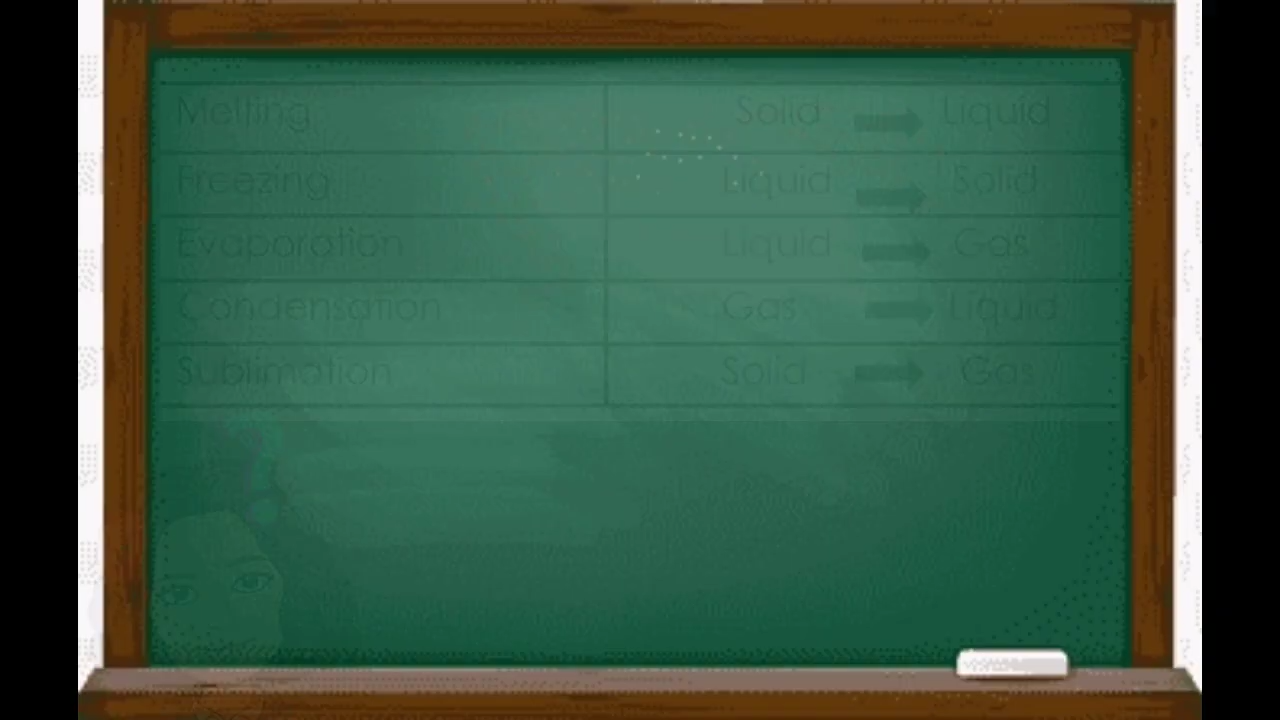 Melting Solid Liquid
Freezing Liquid Solid
Evaporation Liquid Gas
Condensation Gas Liquid
Sublimation Solid Gas
?